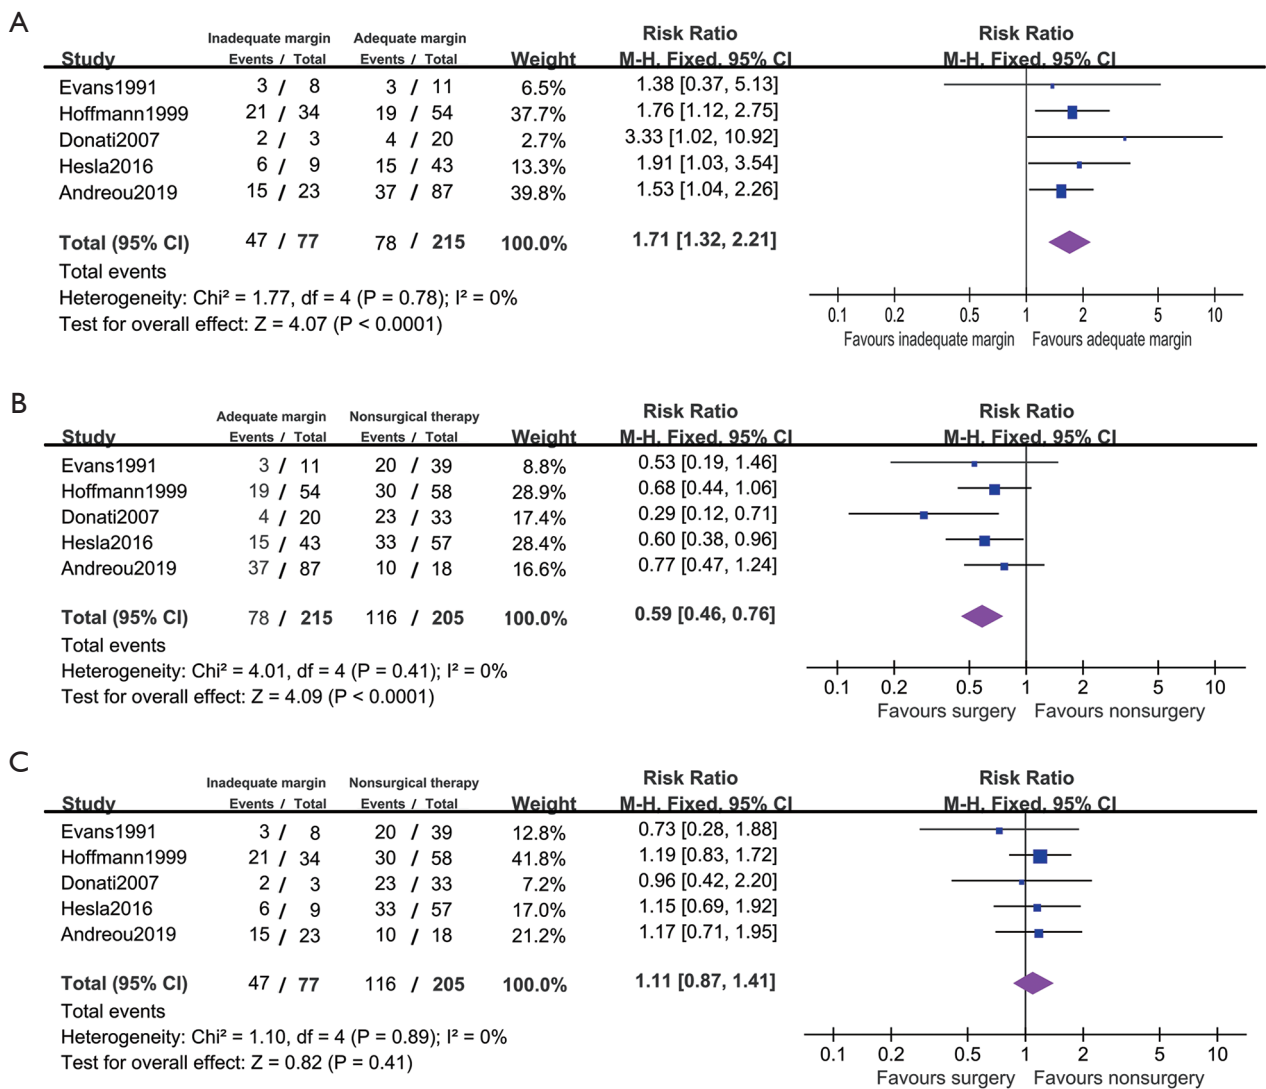 A
Risk Ratio Risk Ratio
Inadequate margin Adequate margin
Study Events / Total Events / Total Weight M-H. Fixed. 95% CI M-H. Fixed. 95% CI
Evans1991 3 / 8 3 / 11 6.5% 1.38 [0.37, 5.13]
Hoffmann1999 21 / 34 19 / 54 37.7% 1.76 [1.12, 2.75]
Donati2007 2 / 3 4 / 20 2.7% 3.33 [1.02, 10.92]
Hesla2016 6 / 9 15 / 43 13.3% 1.91 [1.03, 3.54]
Andreou2019 15 / 23 37 / 87 39.8% 1.53 [1.04, 2.26]
Total (95% CI) 47 / 77 78 / 215 100.0% 1.71 [1.32, 2.21]
Total events
Heterogeneity: Chi² = 1.77, df = 4 (P = 0.78); I² = 0%
Test for overall effect: Z = 4.07 (P < 0.0001)
0.1 0.2 0.5 1 2 5 10
Favours inadequate margin Favours adequate margin
B
Risk Ratio Risk Ratio
Adequate margin Nonsurgical therapy
Study Events / Total Events / Total Weight M-H. Fixed. 95% CI M-H. Fixed. 95% CI
Evans1991 3 / 11 20 / 39 8.8% 0.53 [0.19, 1.46]
Hoffmann1999 19 / 54 30 / 58 28.9% 0.68 [0.44, 1.06]
Donati2007 4 / 20 23 / 33 17.4% 0.29 [0.12, 0.71]
Hesla2016 15 / 43 33 / 57 28.4% 0.60 [0.38, 0.96]
Andreou2019 37 / 87 10 / 18 16.6% 0.77 [0.47, 1.24]
Total (95% CI) 78 / 215 116 / 205 100.0% 0.59 [0.46, 0.76]
Total events
Heterogeneity: Chi² = 4.01, df = 4 (P = 0.41); I² = 0%
Test for overall effect: Z = 4.09 (P < 0.0001)
0.1 0.2 0.5 1 2 5 10
Favours surgery Favours nonsurgery
C
Risk Ratio Risk Ratio
Inadequate margin Nonsurgical therapy
Study Events / Total Events / Total Weight M-H. Fixed. 95% CI M-H. Fixed. 95% CI
Evans1991 3 / 8 20 / 39 12.8% 0.73 [0.28, 1.88]
Hoffmann1999 21 / 34 30 / 58 41.8% 1.19 [0.83, 1.72]
Donati2007 2 / 3 23 / 33 7.2% 0.96 [0.42, 2.20]
Hesla2016 6 / 9 33 / 57 17.0% 1.15 [0.69, 1.92]
Andreou2019 15 / 23 10 / 18 21.2% 1.17 [0.71, 1.95]
Total (95% CI) 47 / 77 116 / 205 100.0% 1.11 [0.87, 1.41]
Total events
Heterogeneity: Chi² = 1.10, df = 4 (P = 0.89); I² = 0%
Test for overall effect: Z = 0.82 (P = 0.41)
0.1 0.2 0.5 1 2 5 10
Favours surgery Favours nonsurgery